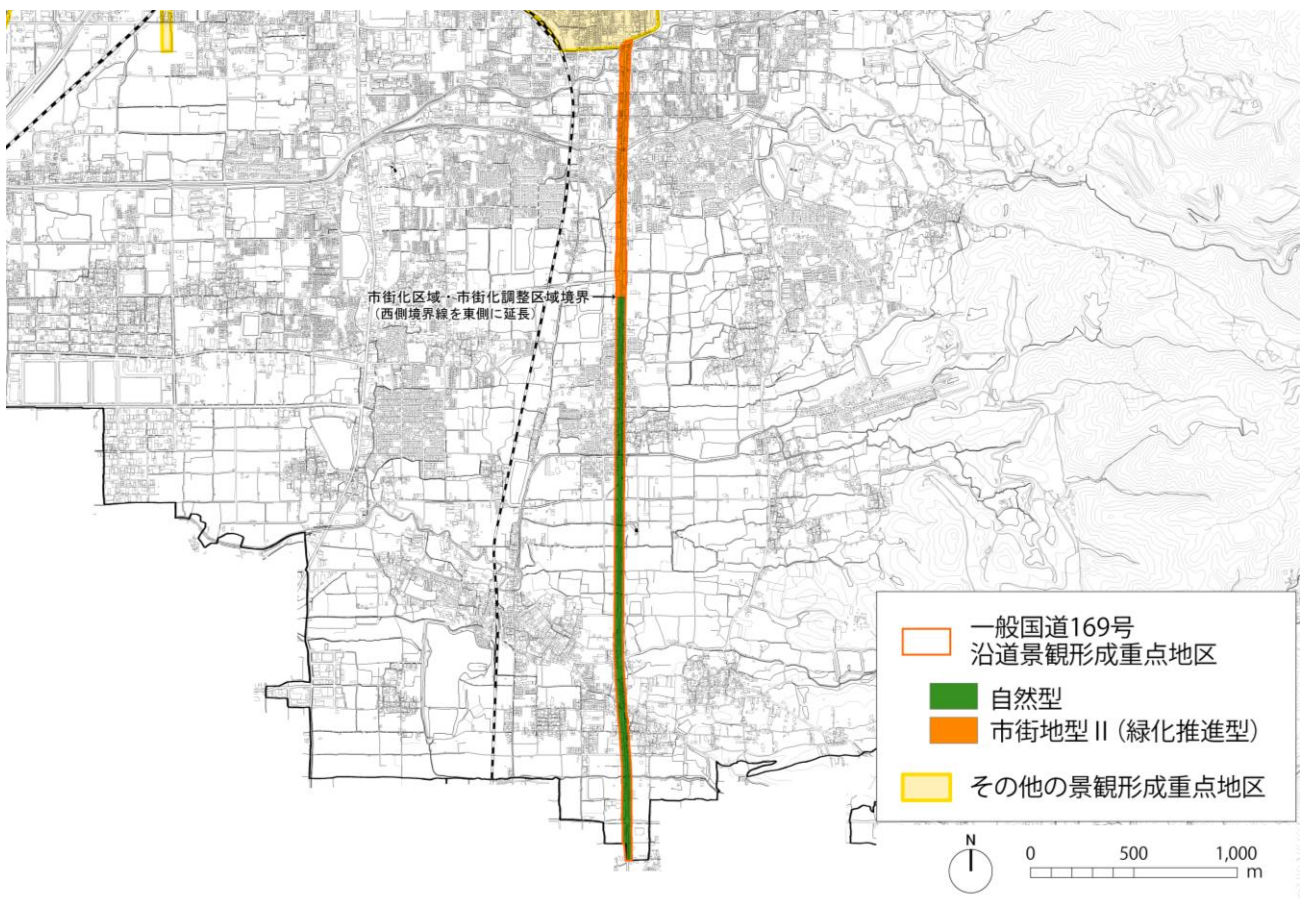 市街化区域・市街化調整区域境界
（西側境界線を東側に延長）
一般国道169号
沿道景観形成重点地区
自然型
市街地型Ⅱ（緑化推進型）
その他の景観形成重点地区
N
0 500 1,000
m